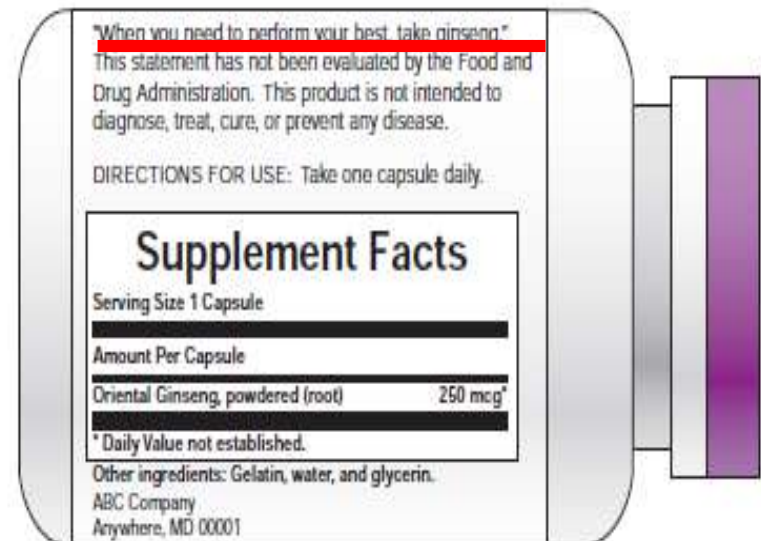 "When you need to perform your best, take ginseng."
This statement has not been evaluated by the Food and
Drug Administration. This product is not intended to
diagnose, treat, cure, or prevent any disease.
DIRECTIONS FOR USE: Take one capsule daily.
Supplement Facts
Serving Size 1 Capsule
Amount Per Capsule
Oriental Ginseng, powdered (root) 250 mcg*
* Daily Value not established.
Other ingredients: Gelatin, water, and glycerin.
ABC Company
Anywhere, MD 00001